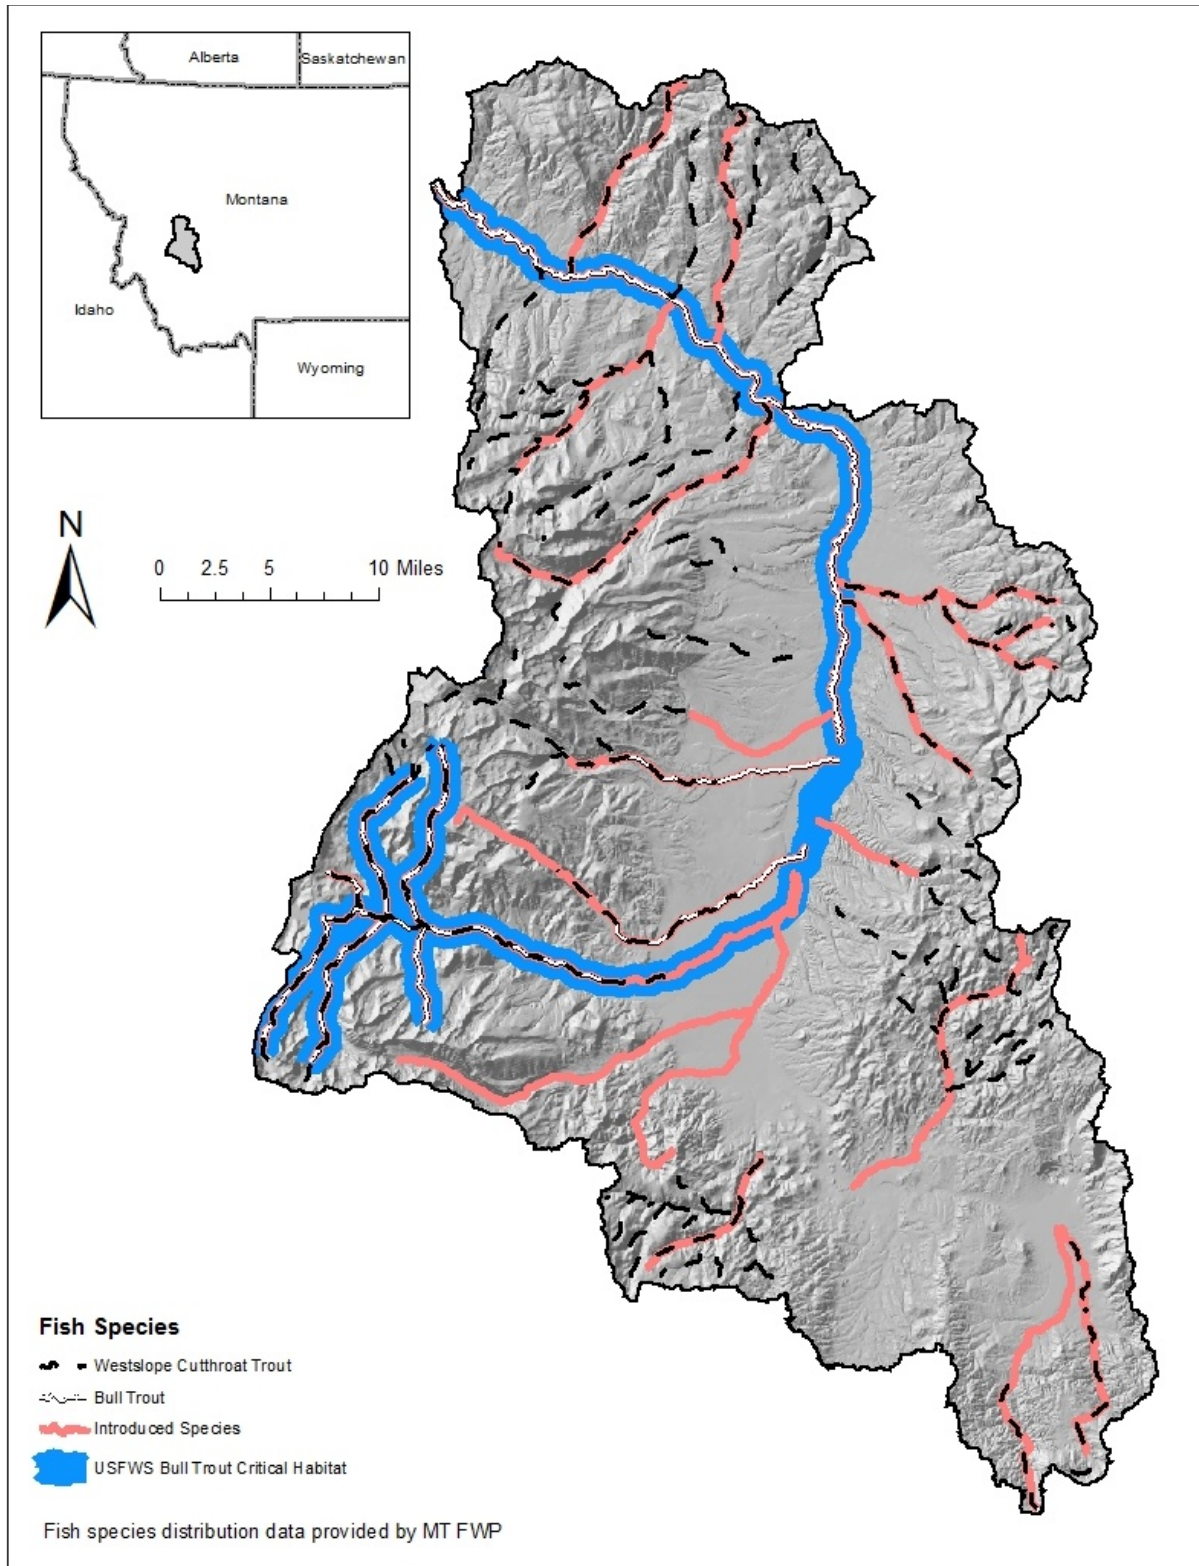 Alberta
Saskatchewan
Montana
Idaho
Wyoming
N
0 2.5 5 10 Miles
Fish Species
Westslope Cutthroat Trout
Bull Trout
Introduced Species
USFWS Bull Trout Critical Habitat
Fish species distribution data provided by MT FWP